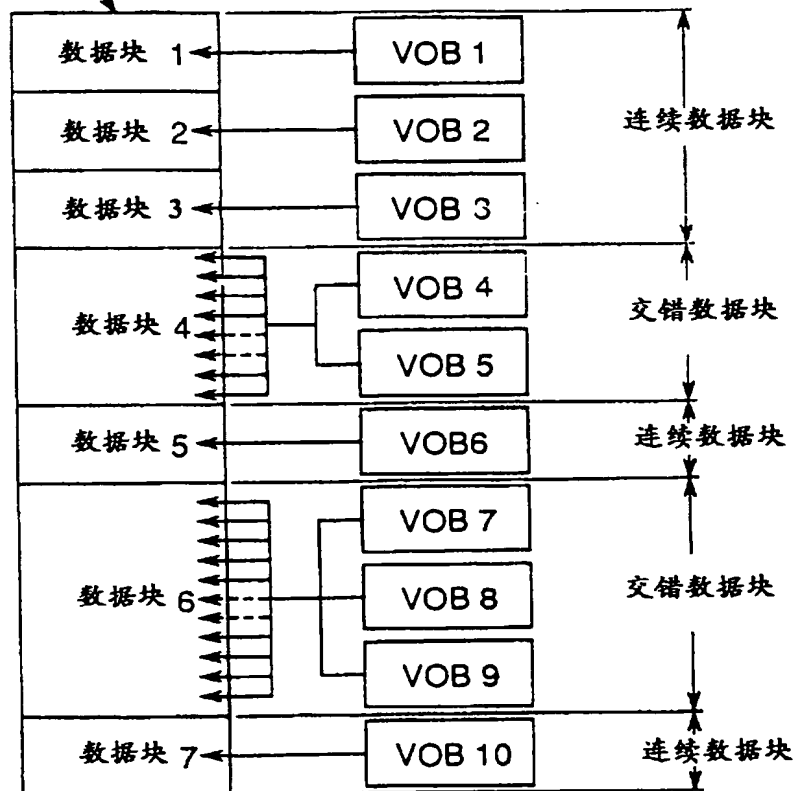 数据块 1
VOB 1
数据块 2
VOB 2
连续数据块
数据块 3
VOB 3
数据块 4
VOB 4
交错数据块
VOB 5
数据块 5
VOB6
连续数据块
数据块 6
VOB 7
VOB 8
交错数据块
VOB 9
数据块 7
VOB 10
连续数据块